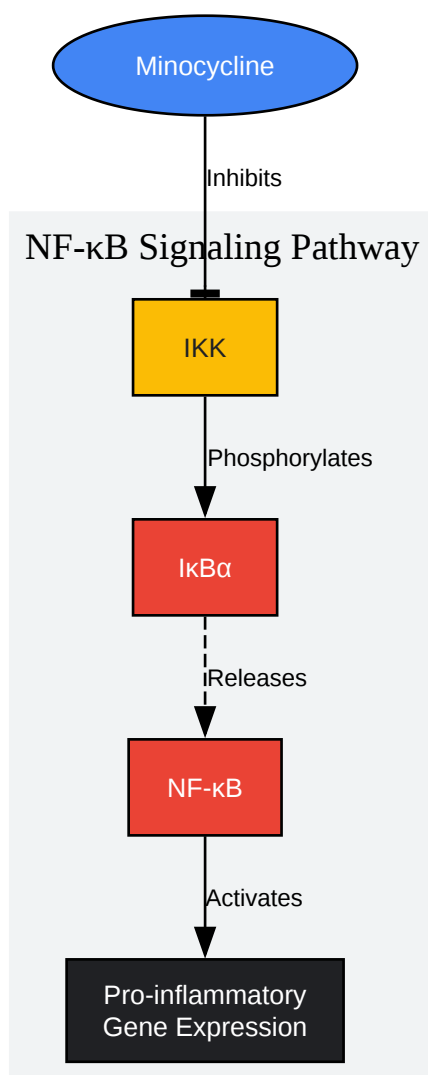 Minocycline
Inhibits
NF-κB Signaling Pathway
IKK
Phosphorylates
IκBα
Releases
NF-κB
Activates
Pro-inflammatory
Gene Expression